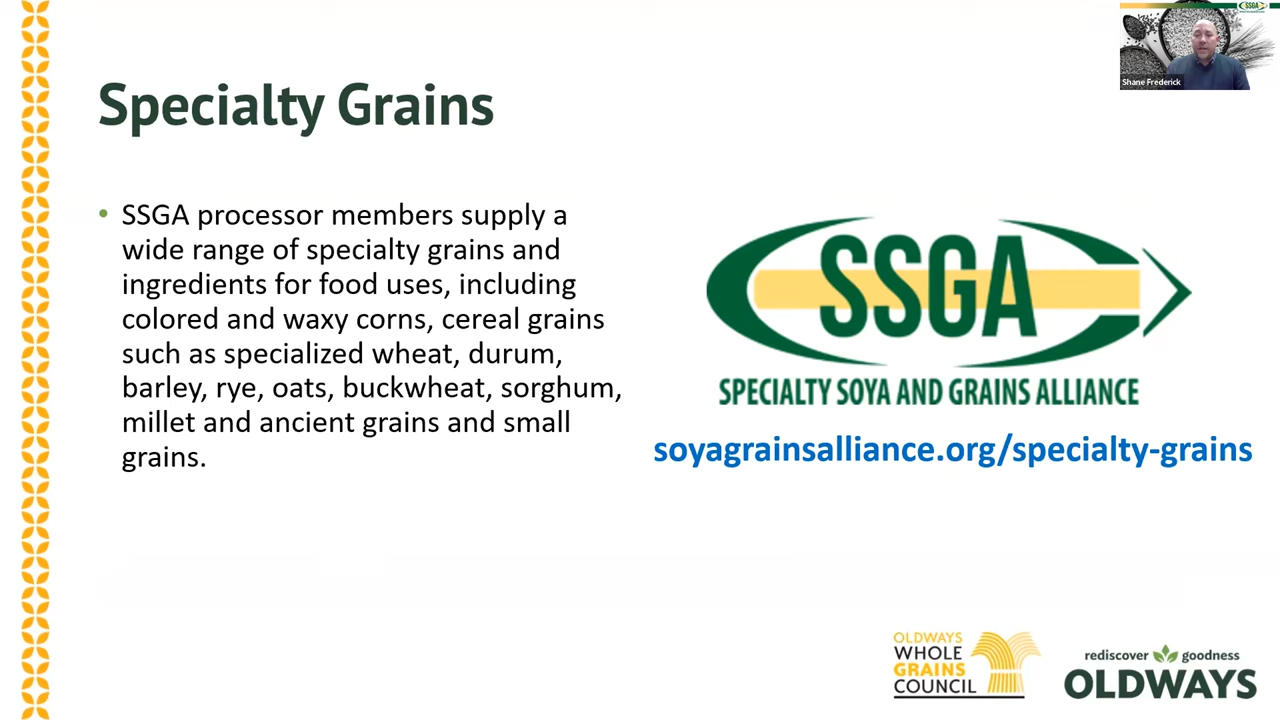 SSGA
Shane Frederick
Specialty Grains
• SSGA processor members supply a
wide range of specialty grains and
ingredients for food uses, including
colored and waxy corns, cereal grains
such as specialized wheat, durum,
barley, rye, oats, buckwheat, sorghum,
millet and ancient grains and small
grains.
SSGA
SPECIALTY SOYA AND GRAINS ALLIANCE
soyagrainsalliance.org/specialty-grains
OLDWAYS
WHOLE
GRAINS
COUNCIL
rediscover goodness
OLDWAYS